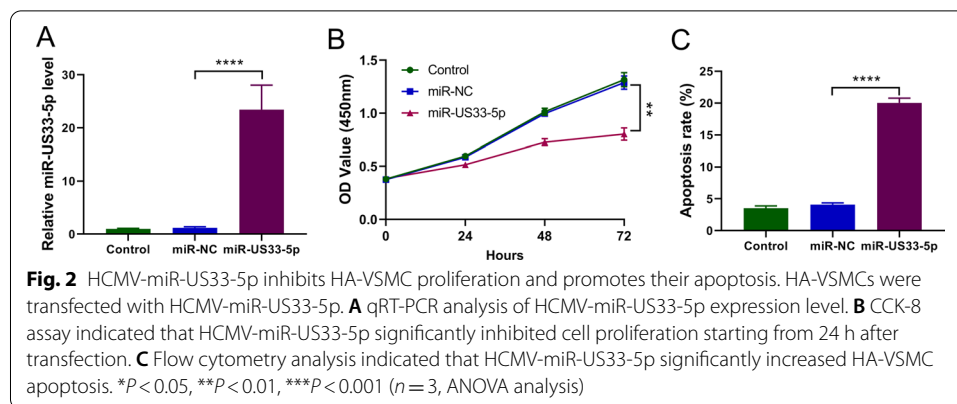 A
B
C
****
30
20
10
0
Relative miR-US33-5p level
Control miR-NC miR-US33-5p
Control
miR-NC
miR-US33-5p
1.5
1.0
0.5
0.0
OD Value (450nm)
**
0 24 48 72
Hours
****
25
20
15
10
5
0
Apoptosis rate (%)
Control miR-NC miR-US33-5p
Fig. 2 HCMV-miR-US33-5p inhibits HA-VSMC proliferation and promotes their apoptosis. HA-VSMCs were
transfected with HCMV-miR-US33-5p. A qRT-PCR analysis of HCMV-miR-US33-5p expression level. B CCK-8
assay indicated that HCMV-miR-US33-5p significantly inhibited cell proliferation starting from 24 h after
transfection. C Flow cytometry analysis indicated that HCMV-miR-US33-5p significantly increased HA-VSMC
apoptosis. *P < 0.05, **P < 0.01, ***P < 0.001 (n = 3, ANOVA analysis)